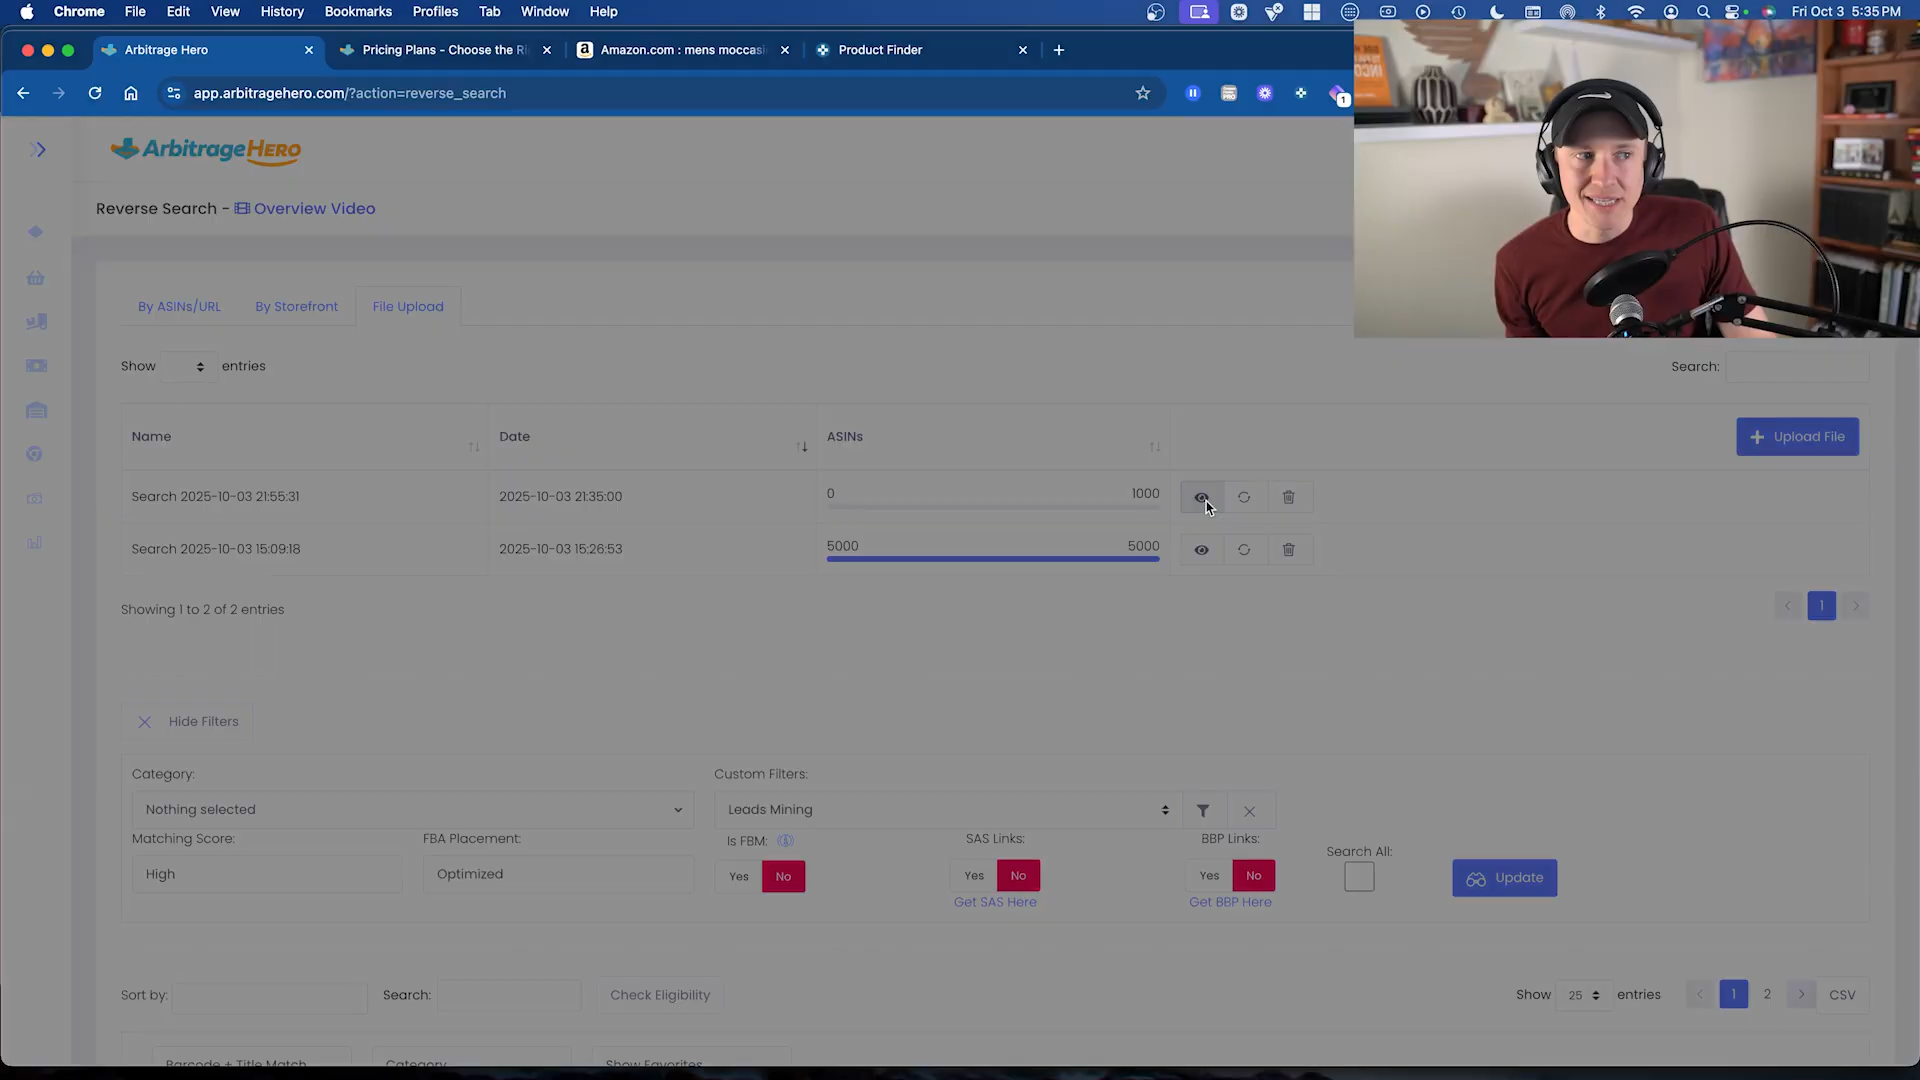 Chrome File Edit View History Bookmarks Profiles Tab Window Help
Fri Oct 3 5:35 PM
Arbitrage Hero
Pricing Plans - Choose the Ri
Amazon.com : mens moccasi
Product Finder
app.arbitragehero.com/?action=reverse_search
1
ArbitrageHero
Reverse Search - Overview Video
By ASINs/URL By Storefront File Upload
Show entries
Search:
Name Date ASINs
Upload File
Search 2025-10-03 21:55:31 2025-10-03 21:35:00 0 1000
Search 2025-10-03 15:09:18 2025-10-03 15:26:53 5000 5000
Showing 1 to 2 of 2 entries
1
Hide Filters
Category: Custom Filters:
Nothing selected Leads Mining
Matching Score: FBA Placement: Is FBM: SAS Links: BBP Links: Search All:
High Optimized Yes No Yes No Yes No Update
Get SAS Here Get BBP Here
Sort by: Search: Check Eligibility Show 25 entries 1 2 CSV
Barcode + Title Match Category Show Favorites